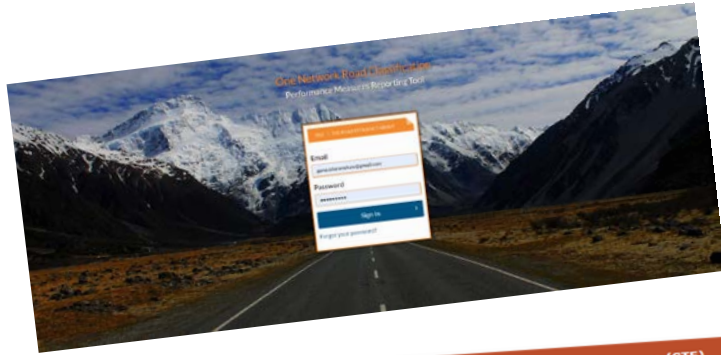 One Network Road Classification
Performance Measures Reporting Tool
Email
Password
•••••••••
Sign In
Forgot your password?